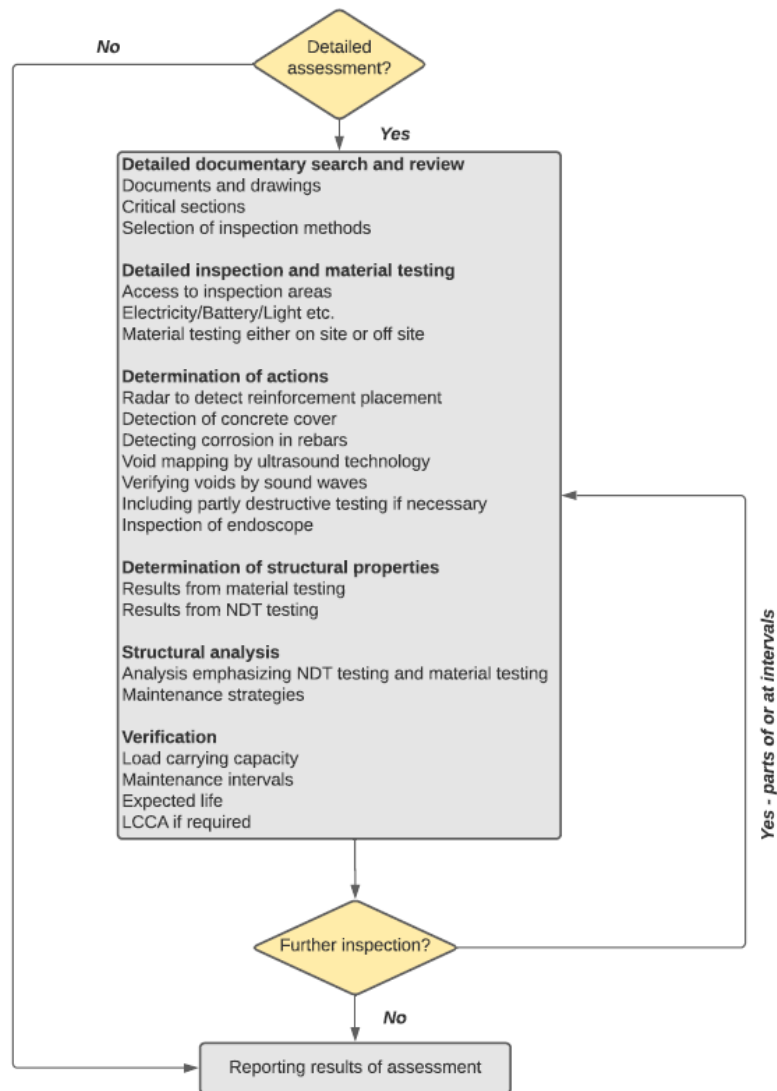 No
Detailed
assessment?
Yes
Detailed documentary search and review
Documents and drawings
Critical sections
Selection of inspection methods
Detailed inspection and material testing
Access to inspection areas
Electricity/Battery/Light etc.
Material testing either on site or off site
Determination of actions
Radar to detect reinforcement placement
Detection of concrete cover
Detecting corrosion in rebars
Void mapping by ultrasound technology
Verifying voids by sound waves
Including partly destructive testing if necessary
Inspection of endoscope
Determination of structural properties
Results from material testing
Results from NDT testing
Structural analysis
Analysis emphasizing NDT testing and material testing
Maintenance strategies
Verification
Load carrying capacity
Maintenance intervals
Expected life
LCCA if required
Yes - parts of or at intervals
Further inspection?
No
Reporting results of assessment